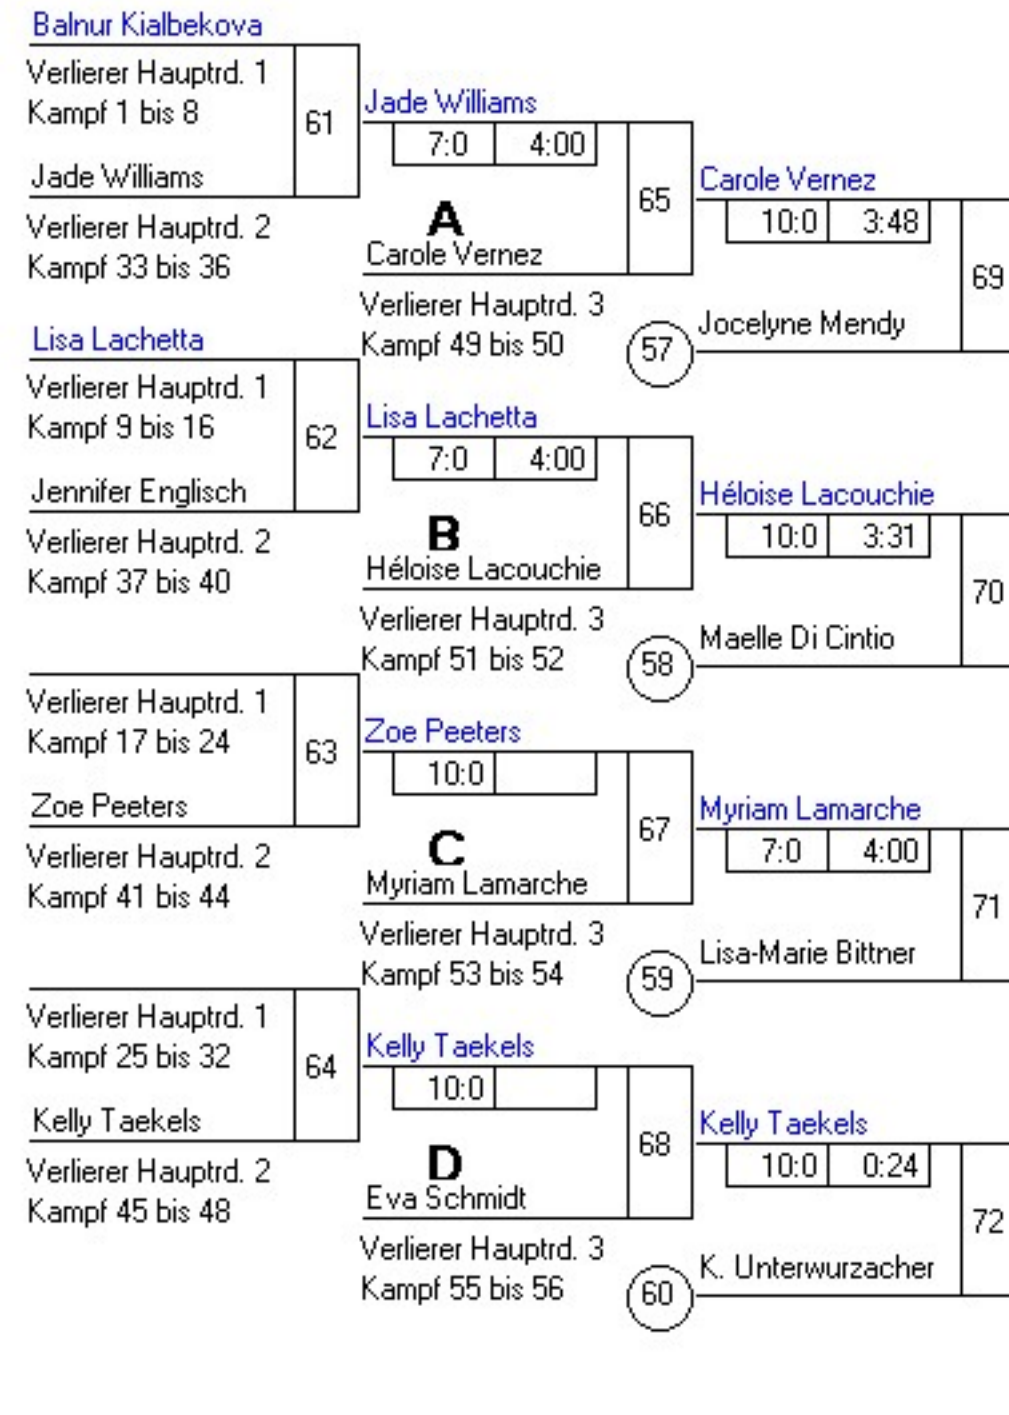 Balnur Kialbekova
Verlierer Hauptrd. 1
Kampf 1 bis 8
61
Jade Williams
Verlierer Hauptrd. 2
Kampf 33 bis 36
Jade Williams
7:0 4:00
65
A
Carole Vernez
Verlierer Hauptrd. 3
Kampf 49 bis 50
Carole Vernez
10:0 3:48
69
Jocelyne Mendy
57
Lisa Lachetta
Verlierer Hauptrd. 1
Kampf 9 bis 16
62
Jennifer Englisch
Verlierer Hauptrd. 2
Kampf 37 bis 40
Lisa Lachetta
7:0 4:00
66
B
Héloise Lacouchie
Verlierer Hauptrd. 3
Kampf 51 bis 52
Héloise Lacouchie
10:0 3:31
70
Maelle Di Cintio
58
Verlierer Hauptrd. 1
Kampf 17 bis 24
63
Zoe Peeters
Verlierer Hauptrd. 2
Kampf 41 bis 44
Zoe Peeters
10:0
67
C
Myriam Lamarche
Verlierer Hauptrd. 3
Kampf 53 bis 54
Myriam Lamarche
7:0 4:00
71
Lisa-Marie Bittner
59
Verlierer Hauptrd. 1
Kampf 25 bis 32
64
Kelly Taekels
Verlierer Hauptrd. 2
Kampf 45 bis 48
Kelly Taekels
10:0
68
D
Eva Schmidt
Verlierer Hauptrd. 3
Kampf 55 bis 56
Kelly Taekels
10:0 0:24
72
K. Unterwurzacher
60